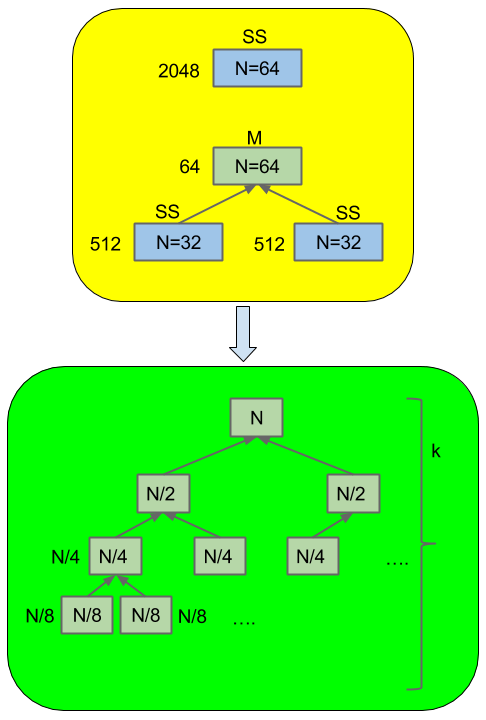 SS
2048 N=64
M
64 N=64
SS SS
512 N=32 512 N=32
N
k
N/2 N/2
N/4 N/4 N/4 N/4 ....
N/8 N/8 N/8 N/8 ....